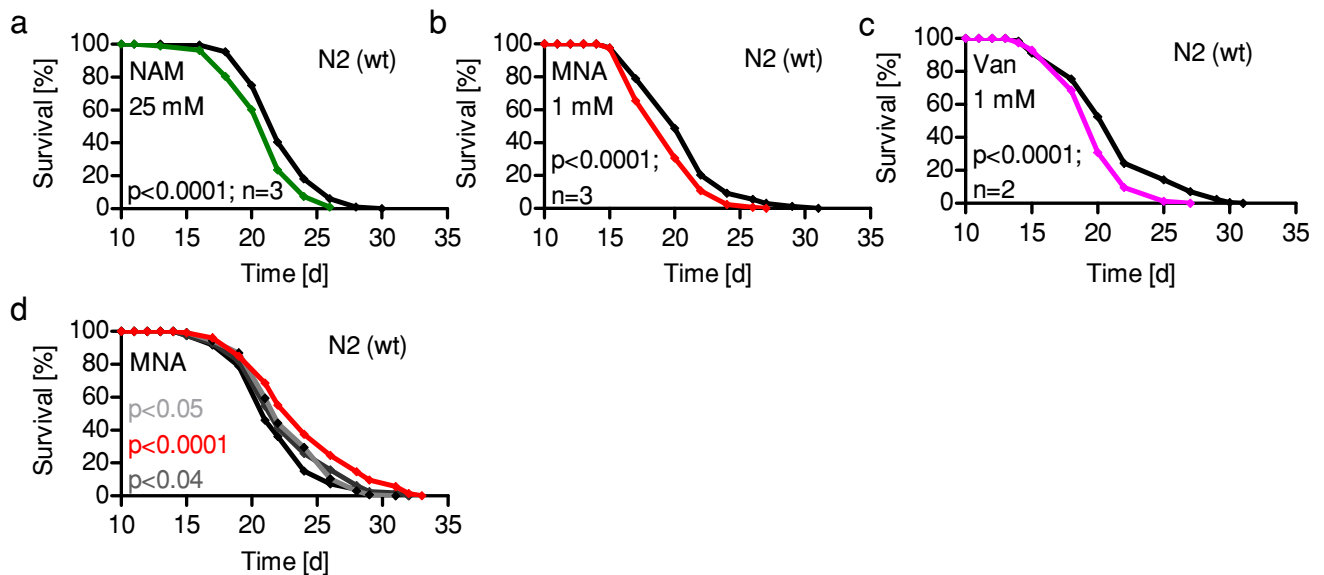 a
Survival [%]
100
80
60
40
20
0
NAM
25 mM
p<0.0001; n=3
N2 (wt)
10 15 20 25 30 35
Time [d]
b
Survival [%]
100
80
60
40
20
0
MNA
1 mM
p<0.0001;
n=3
N2 (wt)
10 15 20 25 30 35
Time [d]
c
Survival [%]
100
80
60
40
20
0
Van
1 mM
p<0.0001;
n=2
N2 (wt)
10 15 20 25 30 35
Time [d]
d
Survival [%]
100
80
60
40
20
0
MNA
p<0.05
p<0.0001
p<0.04
N2 (wt)
10 15 20 25 30 35
Time [d]